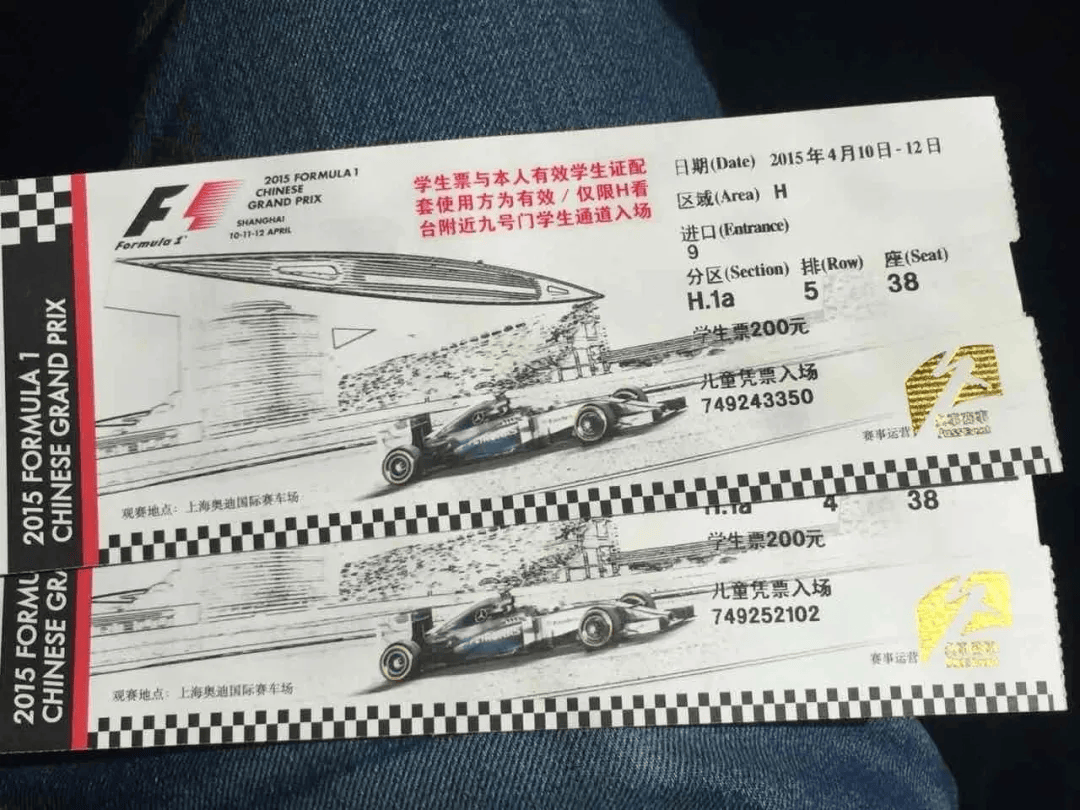 2015 FORMULA 1
CHINESE GRAND PRIX
F1
Formula 1
2015 FORMULA 1
CHINESE
GRAND PRIX
SHANGHAI
10-11-12 APRIL
学生票与本人有效学生证配
套使用方为有效 / 仅限H看
台附近九号门学生通道入场
日期(Date) 2015年4月10日-12日
区域(Area) H
进口(Entrance)
9
分区(Section) 排(Row) 座(Seat)
H.1a 5 38
学生票200元
儿童凭票入场
749243350
PETRONAS
赛事运营
观赛地点: 上海奥迪国际赛车场
2015 FORMU
CHINESE GRA
H.1a 4 38
学生票200元
儿童凭票入场
749252102
PETRONAS
赛事运营
观赛地点: 上海奥迪国际赛车场